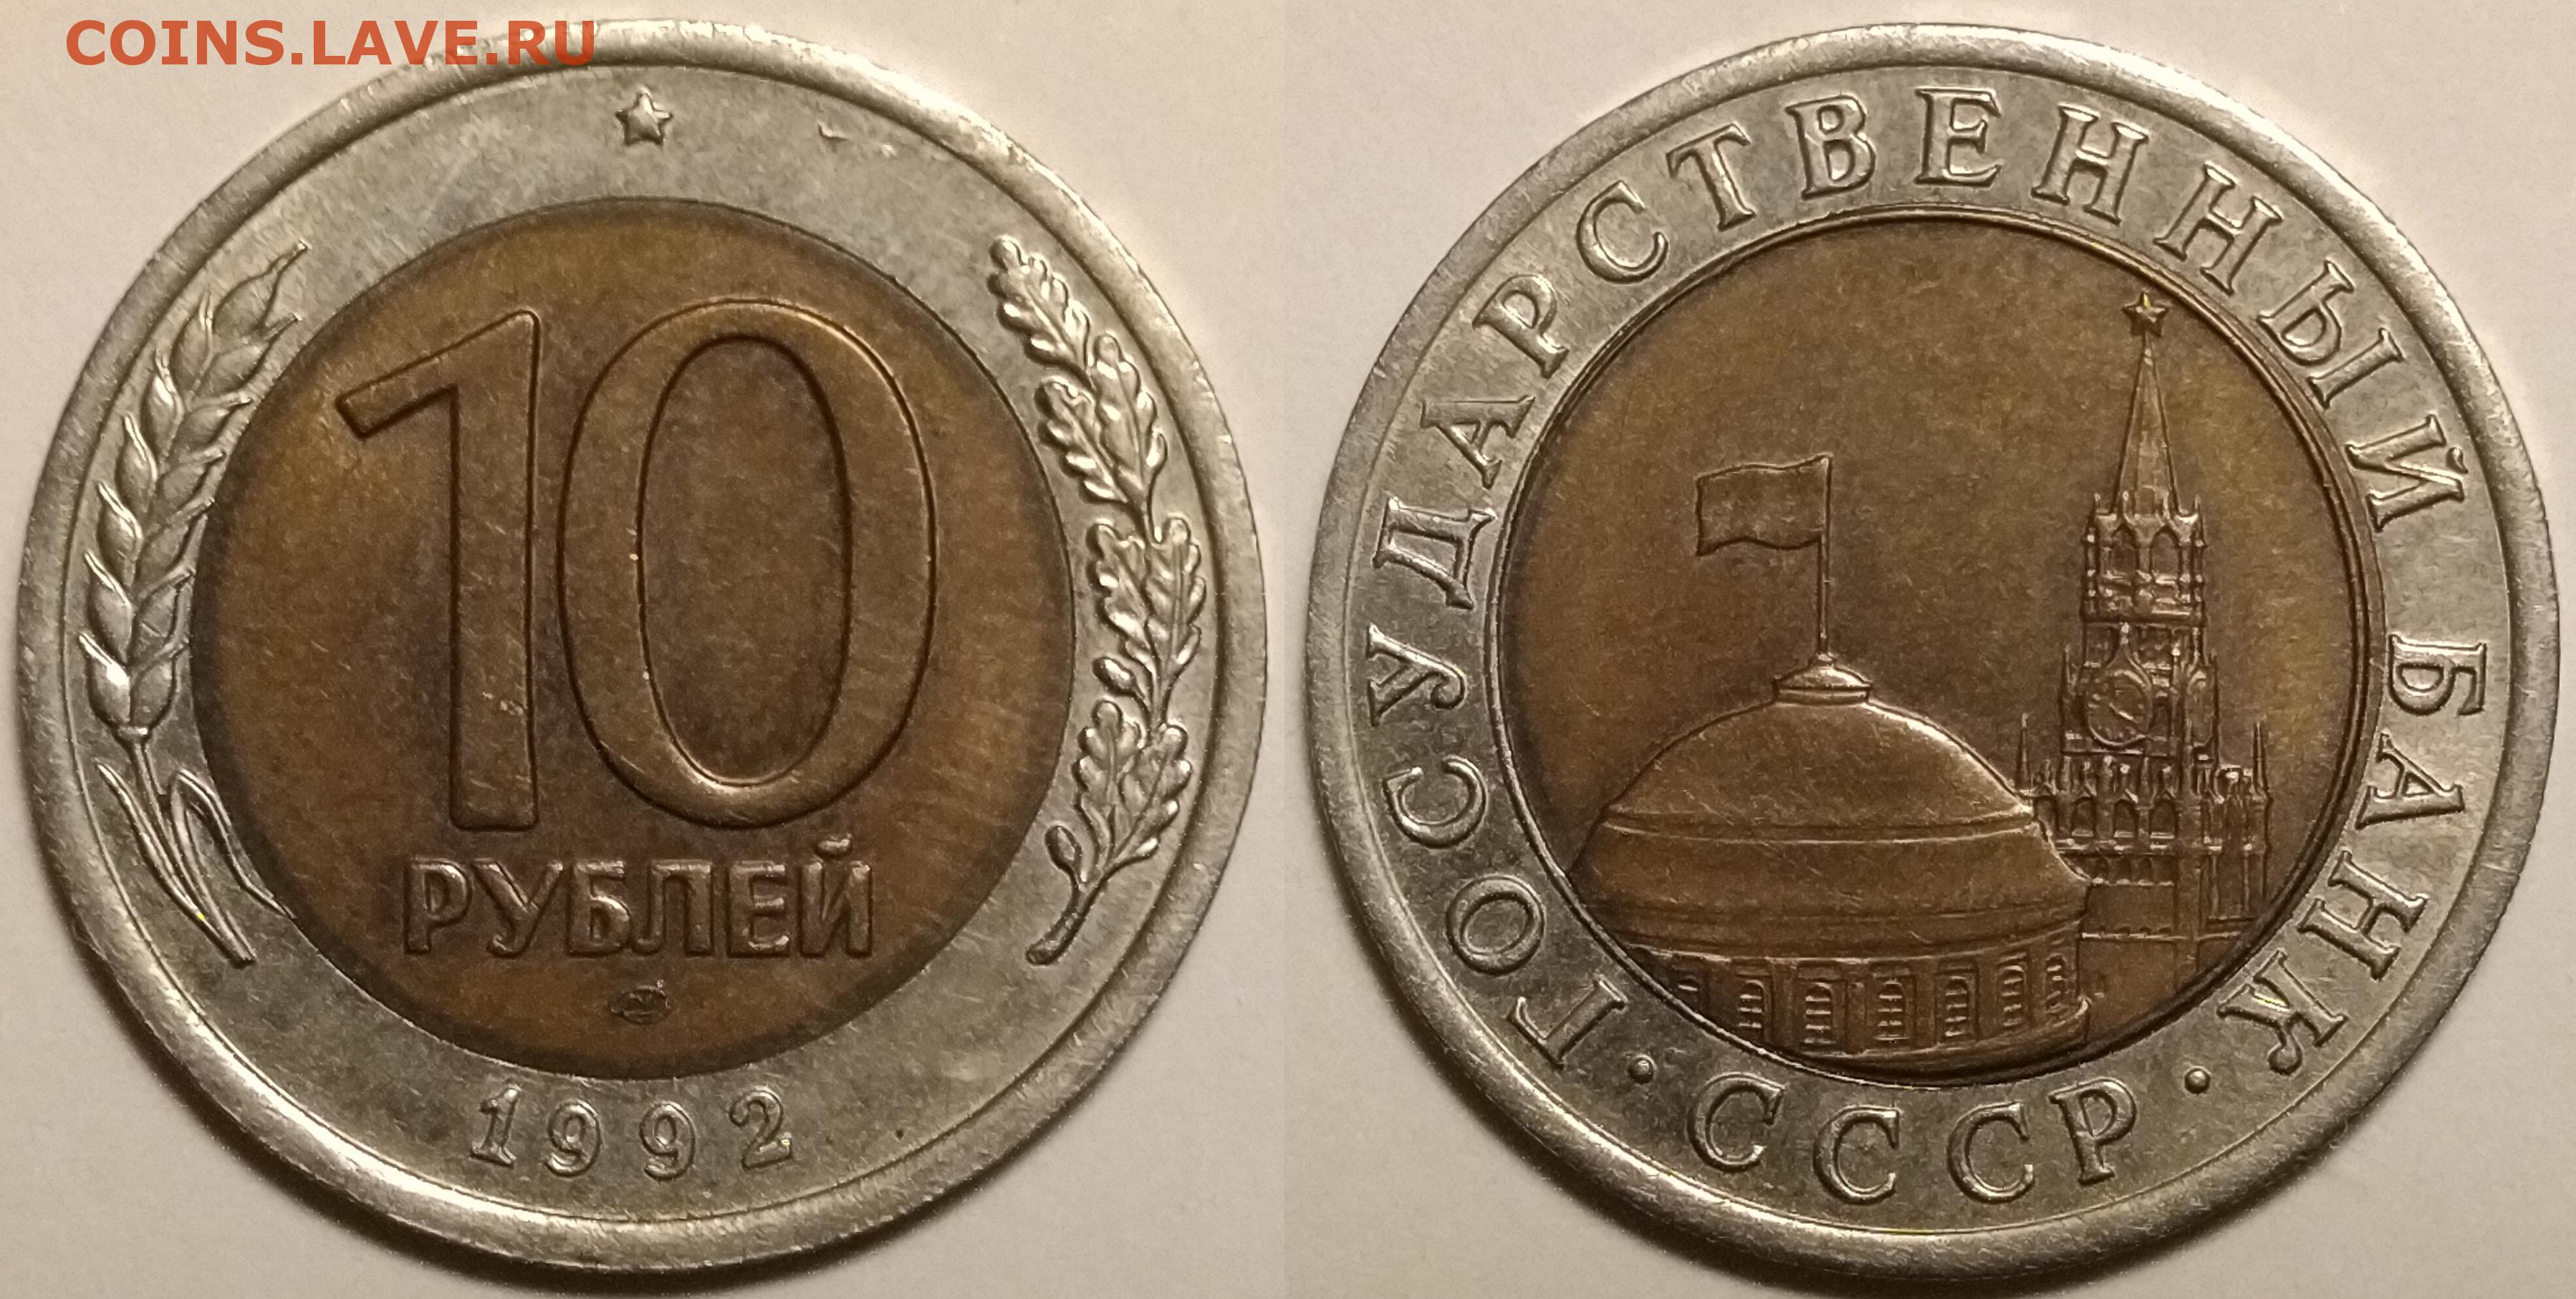 COINS.LAVE.RU
10
РУБЛЕЙ
1992
ГОСУДАРСТВЕННЫЙ БАНК
· СССР ·